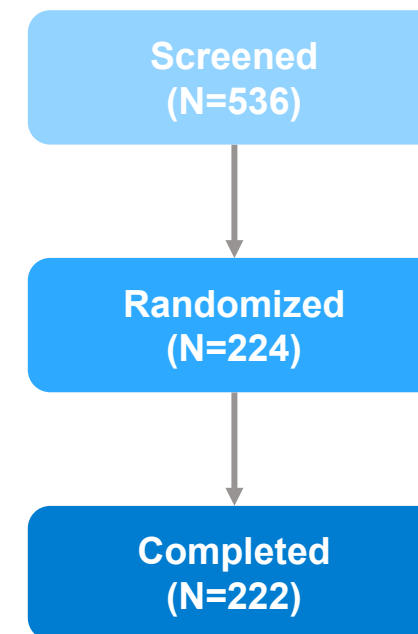 Screened
(N=536)
Randomized
(N=224)
Completed
(N=222)